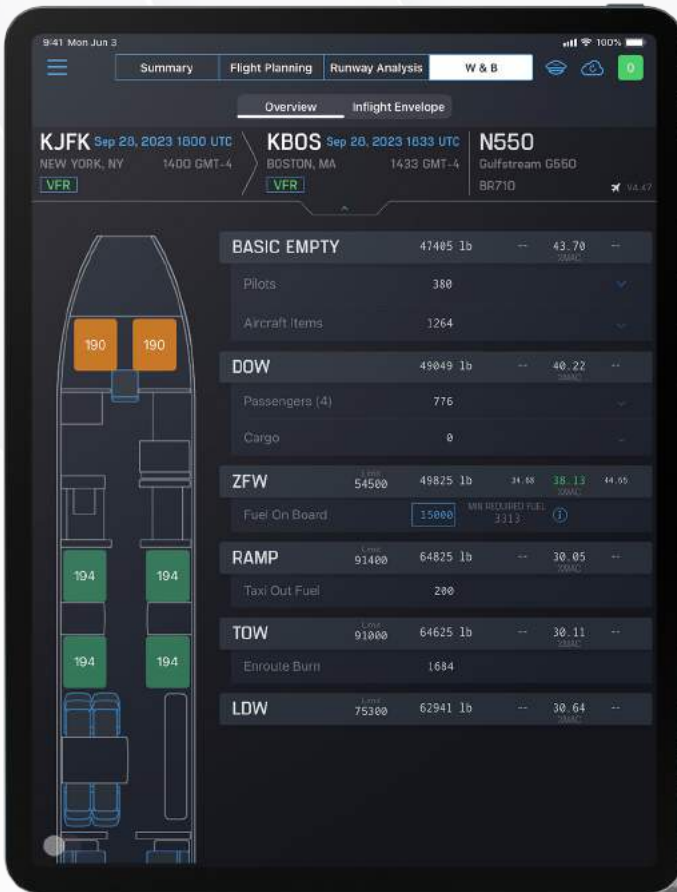 9:41 Mon Jun 3 100%
Summary Flight Planning Runway Analysis W & B 0
Overview Inflight Envelope
KJFK Sep 28, 2023 1800 UTC KBOS Sep 28, 2023 1833 UTC N550
NEW YORK, NY 1400 GMT-4 BOSTON, MA 1433 GMT-4 Gulfstream G550
VFR VFR BR710 V4.47
BASIC EMPTY 47405 lb -- 43.70 --
%MAC
Pilots 380
Aircraft Items 1264
190 190
DOW 49049 lb -- 40.22 --
%MAC
Passengers (4) 776
Cargo 0
Limit
ZFW 54500 49825 lb 34.68 38.13 44.65
%MAC
Fuel On Board 15000 MIN REQUIRED FUEL
3313
Limit
RAMP 91400 64825 lb -- 30.05 --
%MAC
194 194
Taxi Out Fuel 200
Limit
TOW 91000 64625 lb -- 30.11 --
%MAC
194 194
Enroute Burn 1684
Limit
LDW 75300 62941 lb -- 30.64 --
%MAC